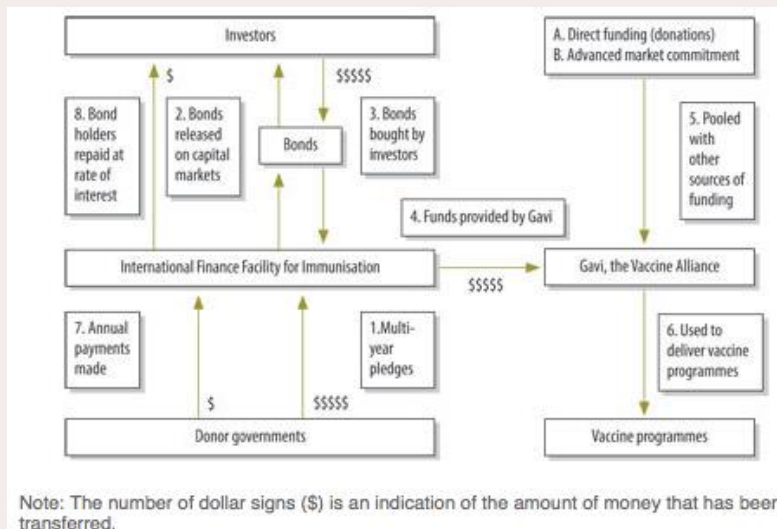 Investors
A. Direct funding (donations)
B. Advanced market commitment
$
$$$$$
8. Bond
holders
repaid at
rate of
interest
2. Bonds
released
on capital
markets
Bonds
3. Bonds
bought by
investors
5. Pooled
with
other
sources of
funding
4. Funds provided by Gavi
International Finance Facility for Immunisation
$$$$$
Gavi, the Vaccine Alliance
7. Annual
payments
made
$
1.Multi-
year
pledges
$$$$$
6. Used to
deliver vaccine
programmes
Donor governments
Vaccine programmes
Note: The number of dollar signs ($) is an indication of the amount of money that has been
transferred.